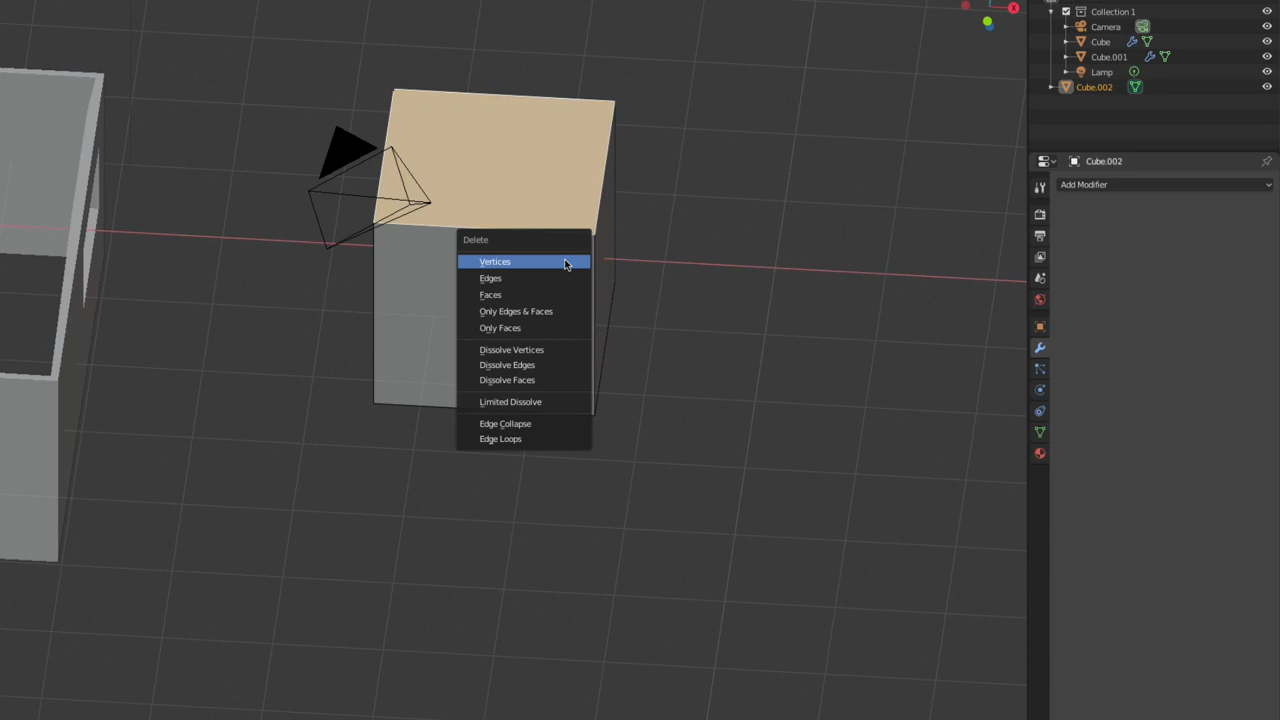 X
Collection 1
Camera
Cube
Cube.001
Lamp
Cube.002
Cube.002
Add Modifier
Delete
Vertices
Edges
Faces
Only Edges & Faces
Only Faces
Dissolve Vertices
Dissolve Edges
Dissolve Faces
Limited Dissolve
Edge Collapse
Edge Loops